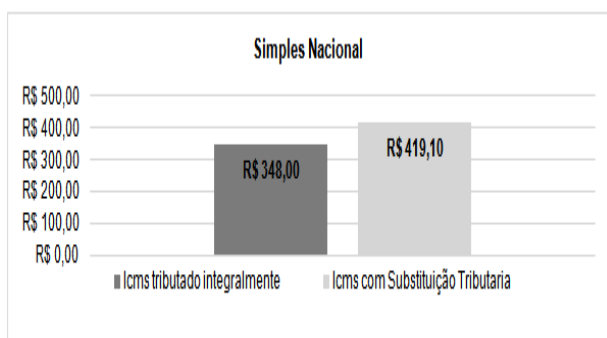 Simples Nacional
R$ 500,00
R$ 400,00
R$ 300,00
R$ 200,00
R$ 100,00
R$ 0,00
R$ 348,00
R$ 419,10
Icms tributado integralmente
Icms com Substituição Tributaria